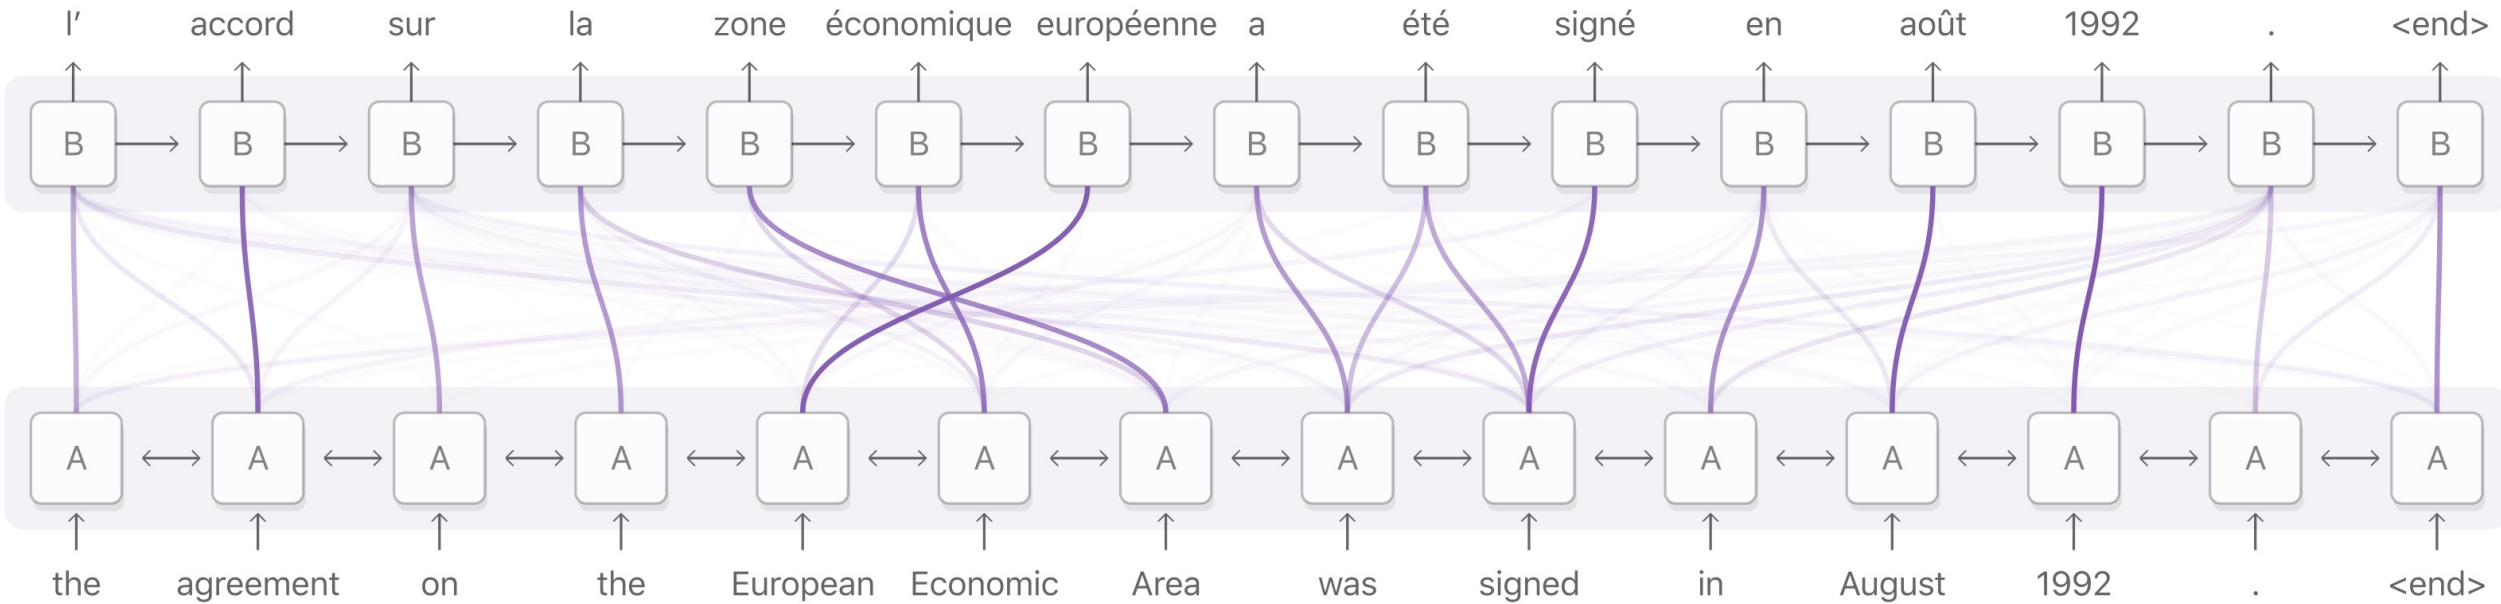 l’ accord sur la zone économique européenne a été signé en août 1992 . <end>
B B B B B B B B B B B B B B B
A A A A A A A A A A A A A A
the agreement on the European Economic Area was signed in August 1992 . <end>